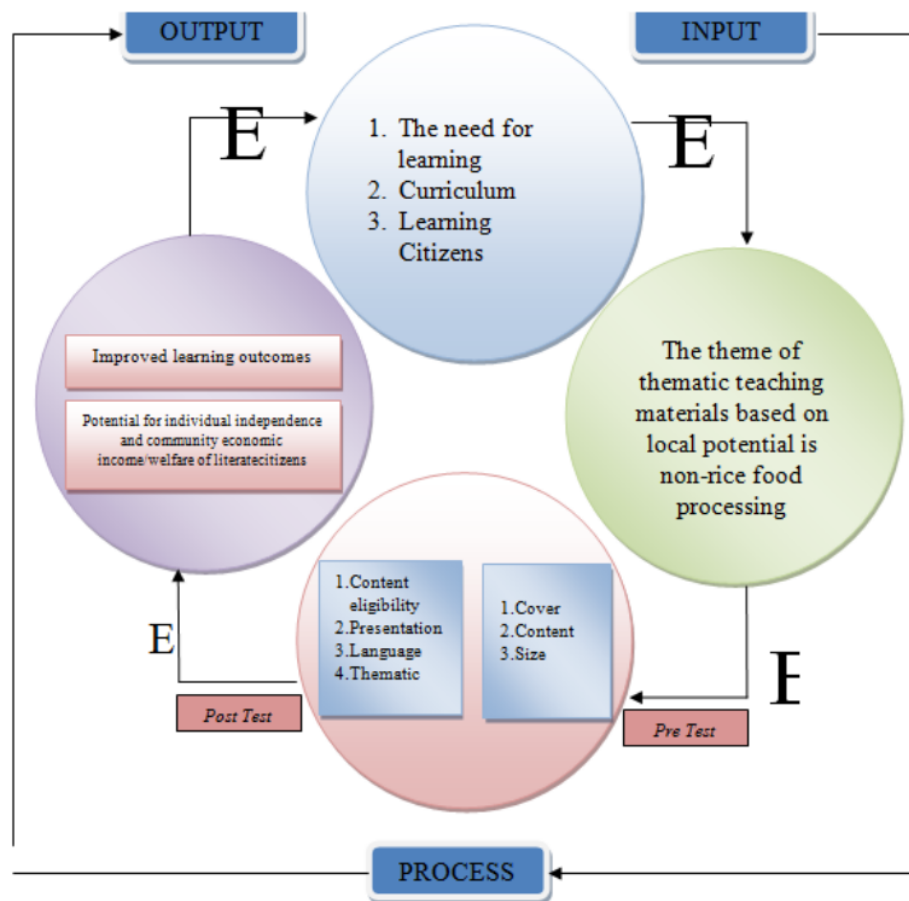 OUTPUT
INPUT
E
E
1. The need for
learning
2. Curriculum
3. Learning
Citizens
Improved learning outcomes
Potential for individual independence
and community economic
income/welfare of literatecitizens
The theme of
thematic teaching
materials based on
local potential is
non-rice food
processing
1.Content
eligibility
2.Presentation
3.Language
4.Thematic
1.Cover
2.Content
3.Size
E
E
Post Test
Pre Test
PROCESS